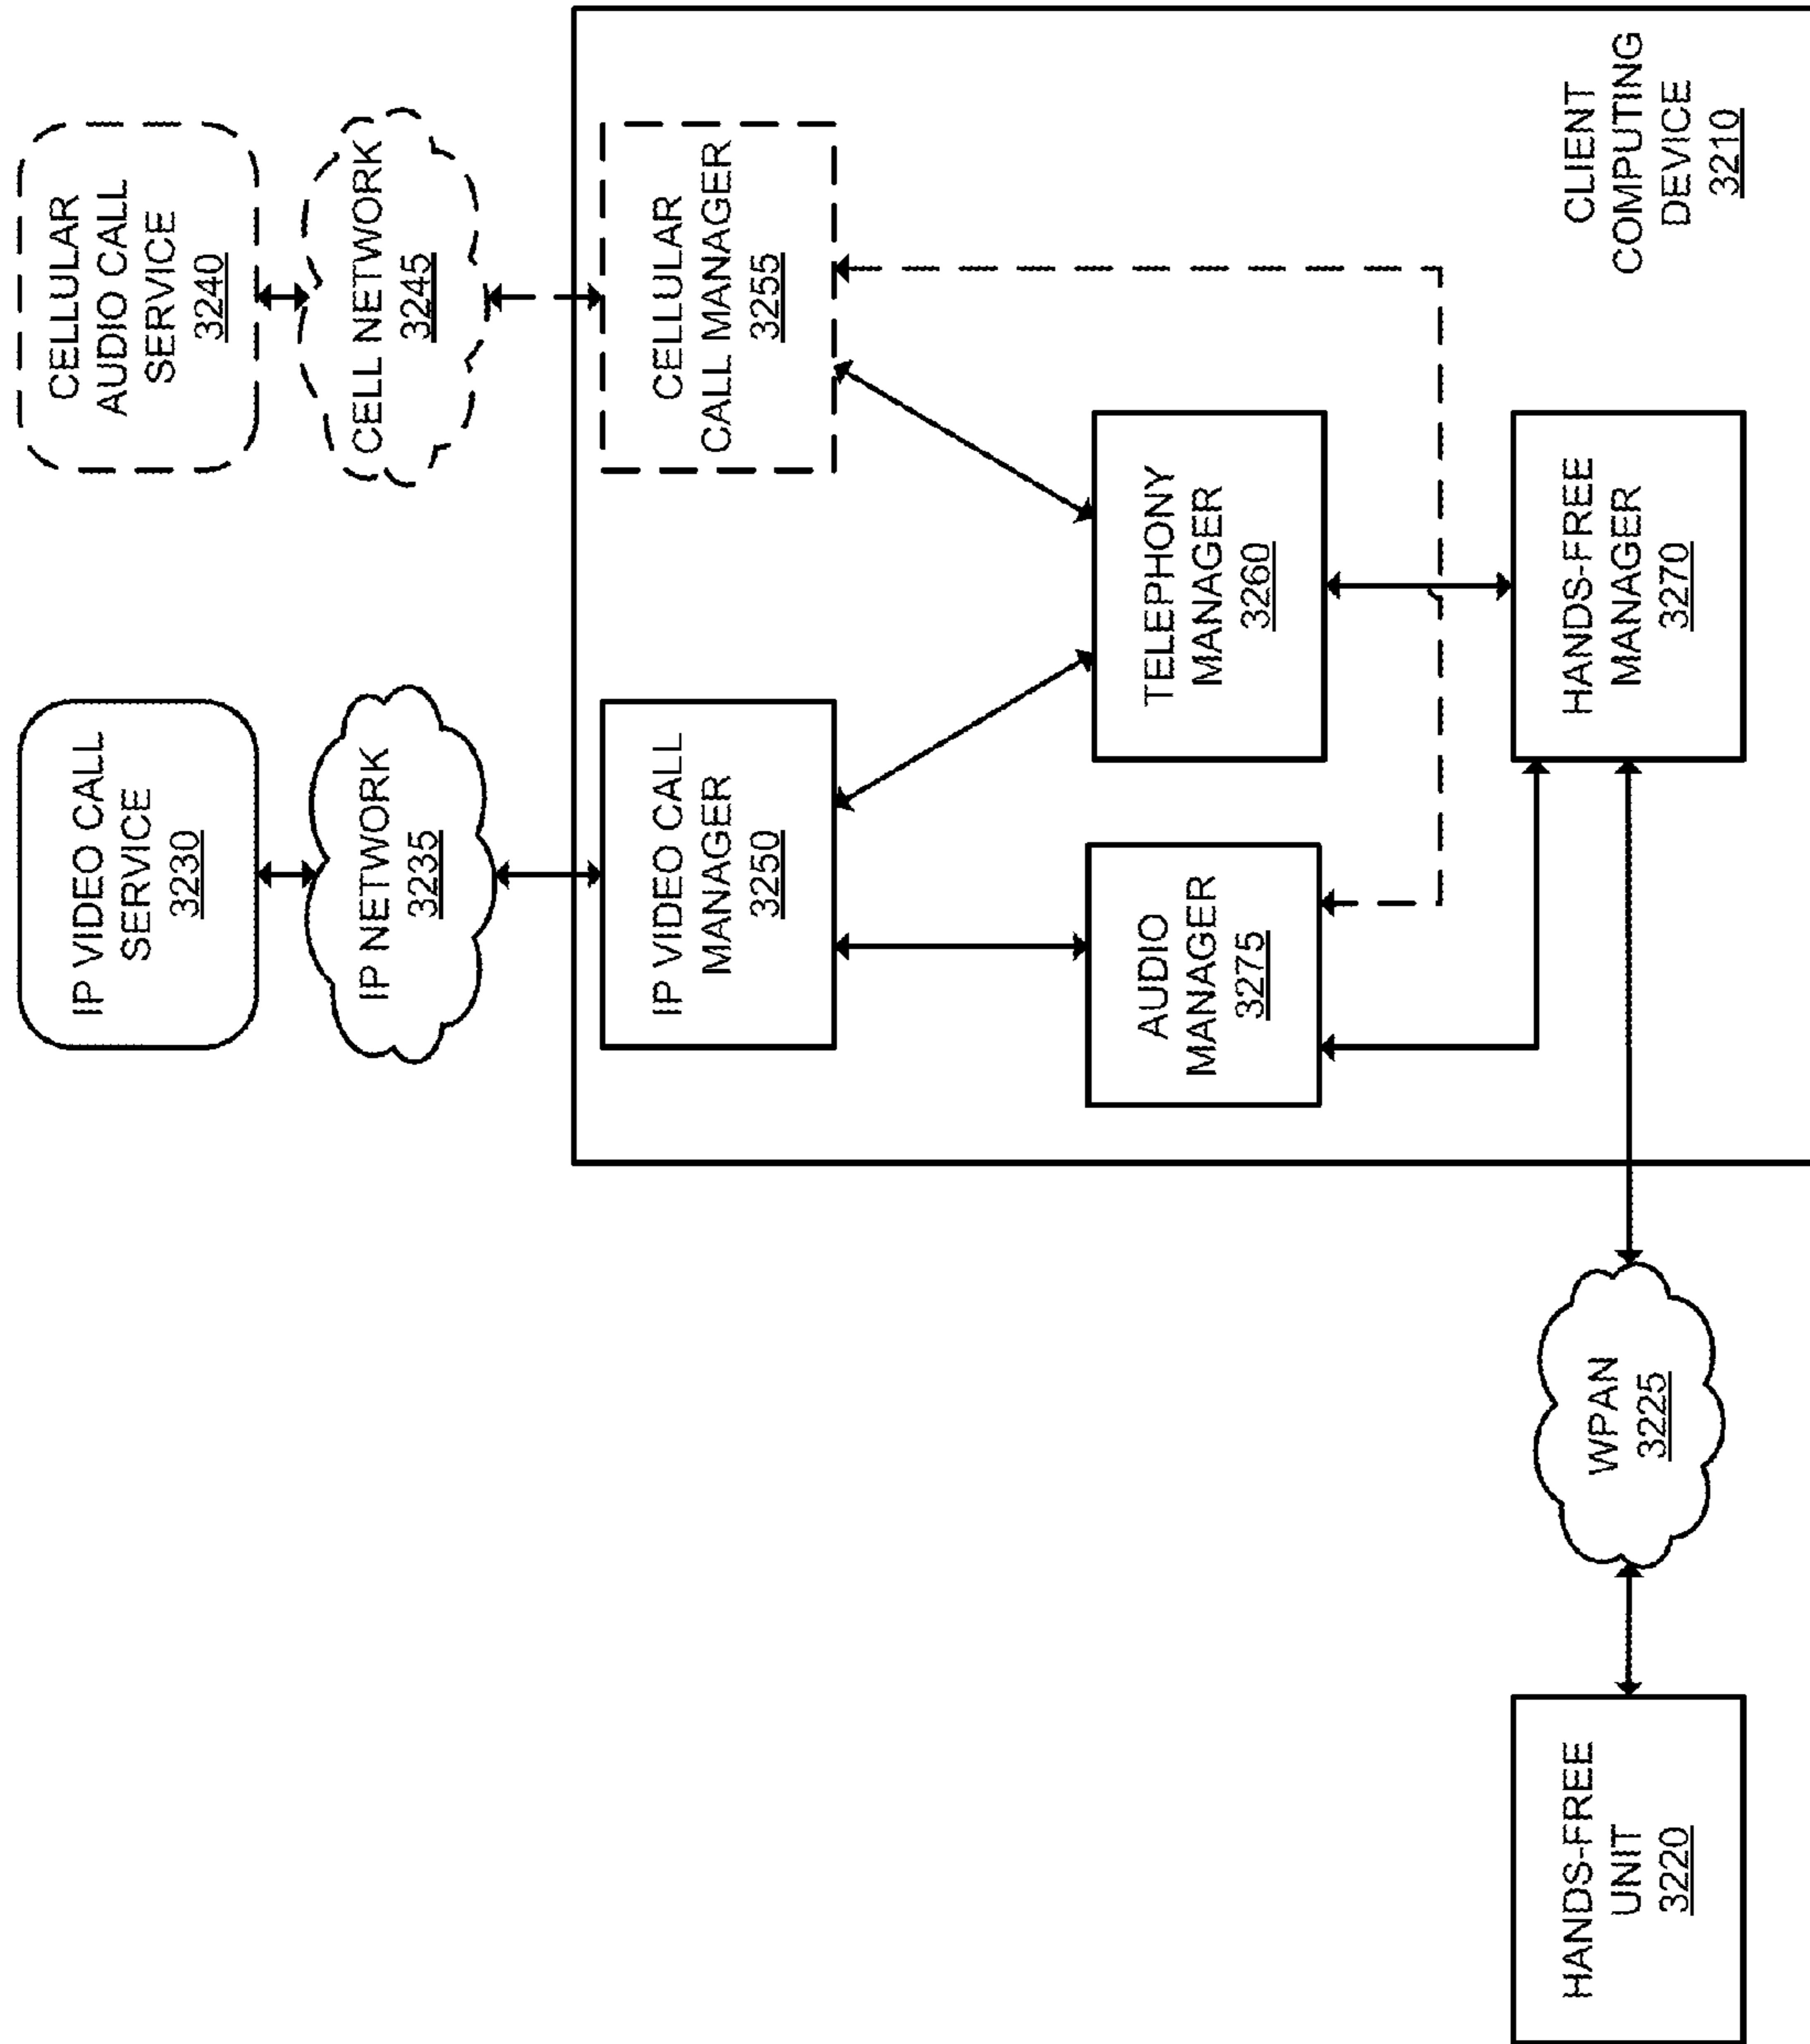 IP VIDEO CALL
SERVICE
3230
CELLULAR
AUDIO CALL
SERVICE
3240
IP NETWORK
3235
CELL NETWORK
3245
IP VIDEO CALL
MANAGER
3250
CELLULAR
CALL MANAGER
3255
AUDIO
MANAGER
3275
TELEPHONY
MANAGER
3260
HANDS-FREE
UNIT
3220
WPAN
3225
HANDS-FREE
MANAGER
3270
CLIENT
COMPUTING
DEVICE
3210